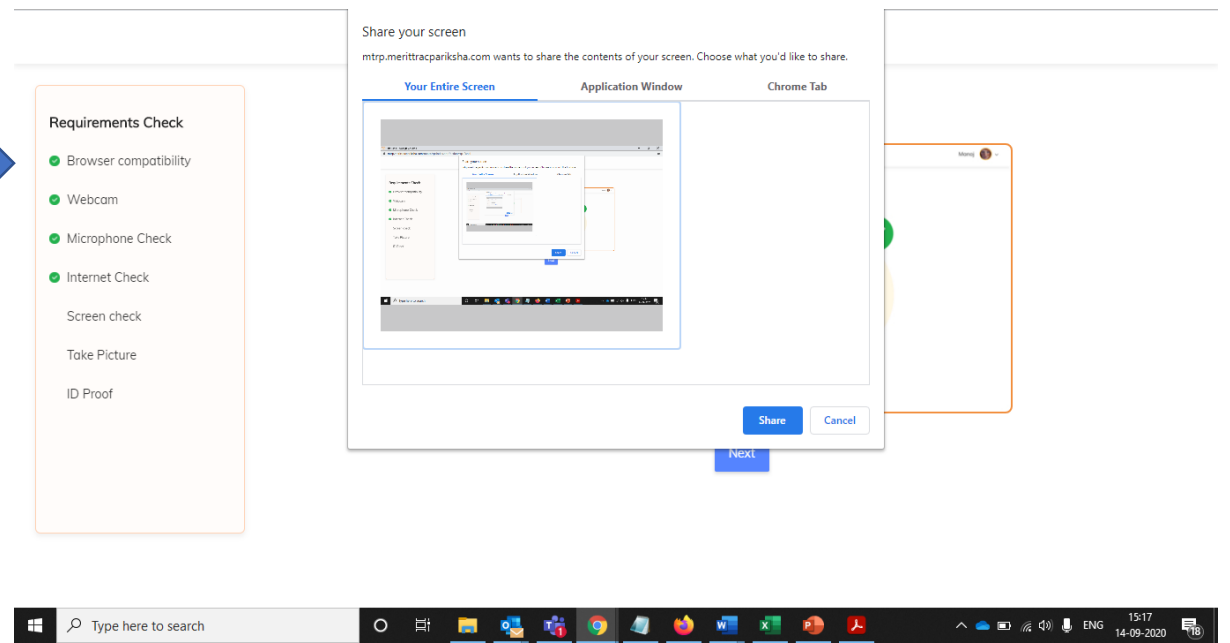 Share your screen
mtrp.merittracpariksha.com wants to share the contents of your screen. Choose what you'd like to share.
Your Entire Screen
Application Window
Chrome Tab
Requirements Check
Browser compatibility
Webcam
Microphone Check
Internet Check
Screen check
Take Picture
ID Proof
Share
Cancel
Next
Type here to search
ENG
15:17
14-09-2020
18